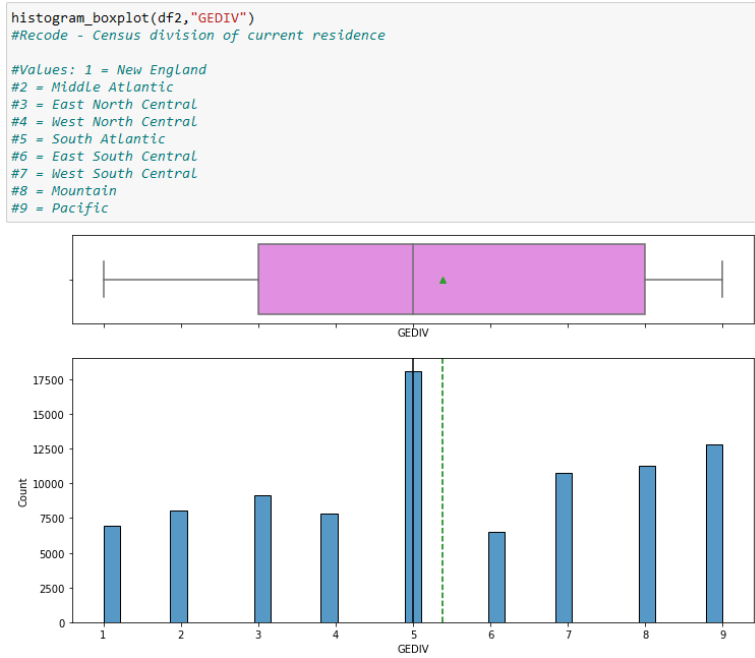 histogram_boxplot(df2,"GEDIV")
#Recode - Census division of current residence
#Values: 1 = New England
#2 = Middle Atlantic
#3 = East North Central
#4 = West North Central
#5 = South Atlantic
#6 = East South Central
#7 = West South Central
#8 = Mountain
#9 = Pacific
GEDIV
17500
15000
12500
10000
7500
5000
2500
0
Count
1 2 3 4 5 6 7 8 9
GEDIV